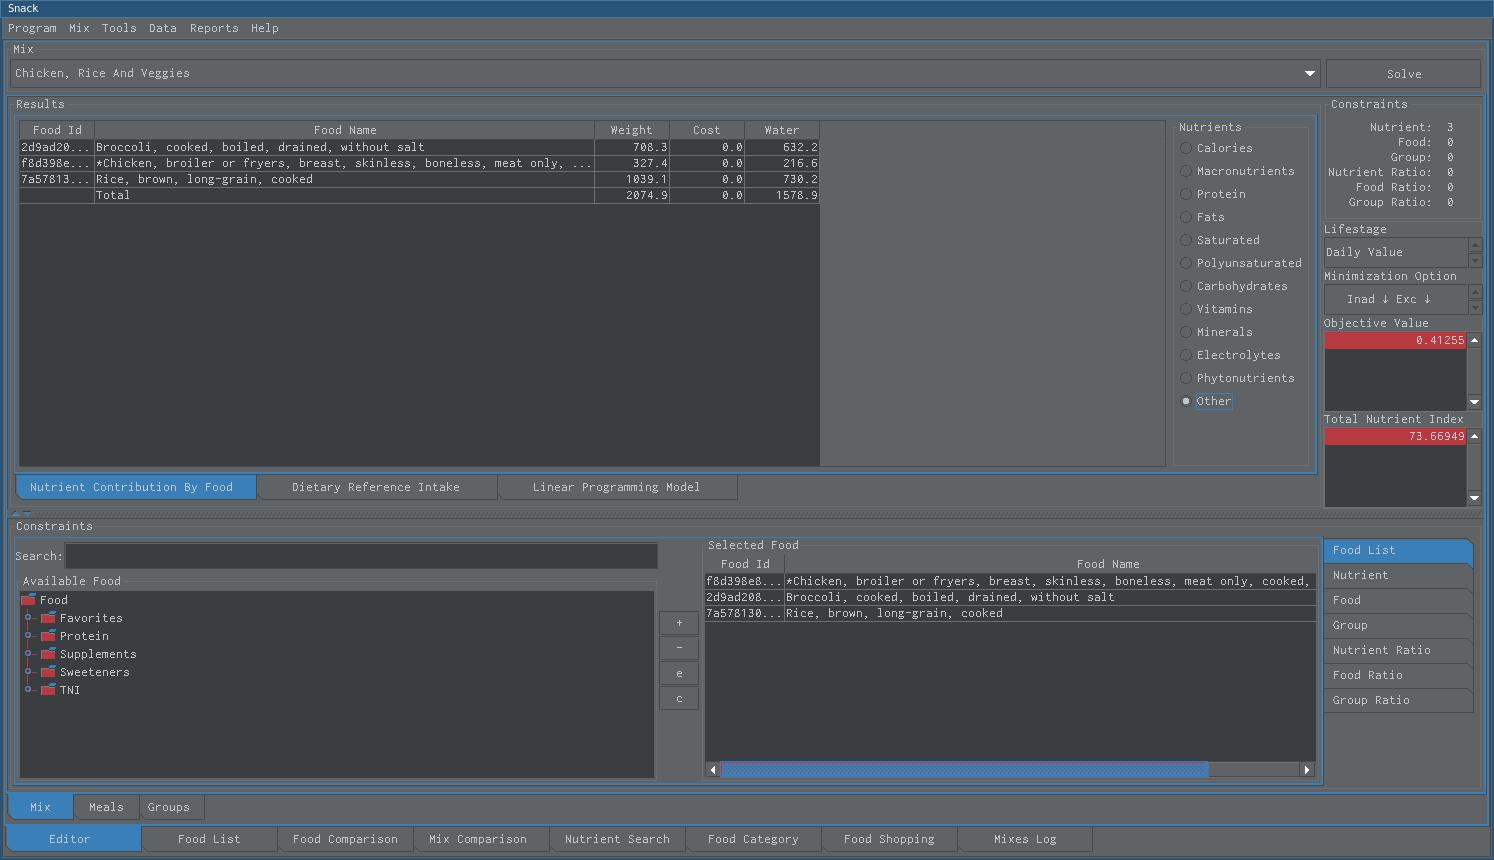 Snack
Program Mix Tools Data Reports Help
Mix
Chicken, Rice And Veggies
Solve
Results
Food Id Food Name Weight Cost Water
2d9ad20... Broccoli, cooked, boiled, drained, without salt 708.3 0.0 632.2
f8d398e... *Chicken, broiler or fryers, breast, skinless, boneless, meat only, ... 327.4 0.0 216.6
7a57813... Rice, brown, long-grain, cooked 1039.1 0.0 730.2
Total 2074.9 0.0 1578.9
Nutrients
Calories
Macronutrients
Protein
Fats
Saturated
Polyunsaturated
Carbohydrates
Vitamins
Minerals
Electrolytes
Phytonutrients
Other
Constraints
Nutrient: 3
Food: 0
Group: 0
Nutrient Ratio: 0
Food Ratio: 0
Group Ratio: 0
Lifestage
Daily Value
Minimization Option
Inad ↓ Exc ↓
Objective Value
0.41255
Total Nutrient Index
73.66949
Nutrient Contribution By Food Dietary Reference Intake Linear Programming Model
Constraints
Search:
Available Food
Food
Favorites
Protein
Supplements
Sweeteners
TNI
+
-
e
c
Selected Food
Food Id Food Name
f8d398e8... *Chicken, broiler or fryers, breast, skinless, boneless, meat only, cooked,
2d9ad208... Broccoli, cooked, boiled, drained, without salt
7a578130... Rice, brown, long-grain, cooked
Food List
Nutrient
Food
Group
Nutrient Ratio
Food Ratio
Group Ratio
Mix Meals Groups
Editor Food List Food Comparison Mix Comparison Nutrient Search Food Category Food Shopping Mixes Log